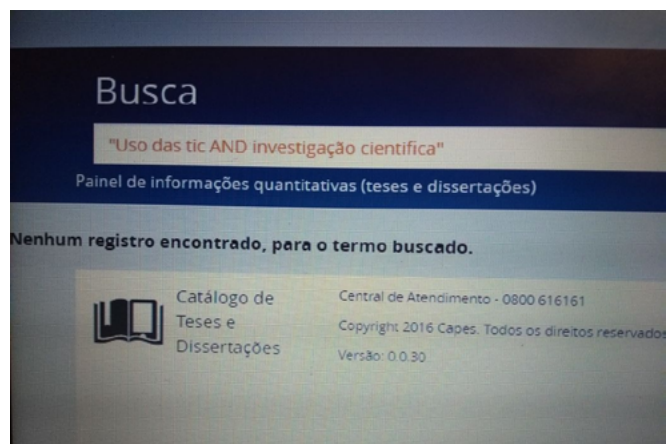 Busca
"Uso das tic AND investigação cientifica"
Painel de informações quantitativas (teses e dissertações)
Nenhum registro encontrado, para o termo buscado.
Catálogo de
Teses e
Dissertações
Central de Atendimento - 0800 616161
Copyright 2016 Capes. Todos os direitos reservados
Versão: 0.0.30